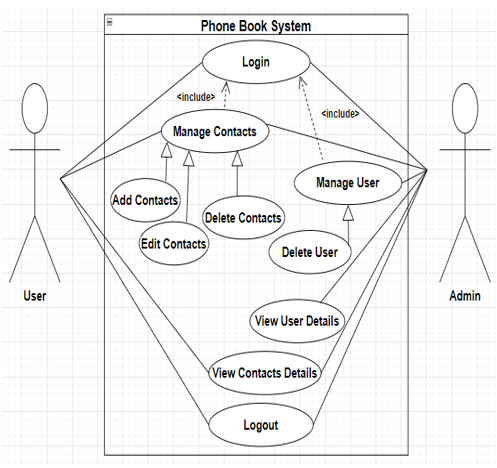 Phone Book System
Login
<include>
<include>
Manage Contacts
Manage User
Add Contacts
Delete Contacts
Edit Contacts
Delete User
User
Admin
View User Details
View Contacts Details
Logout